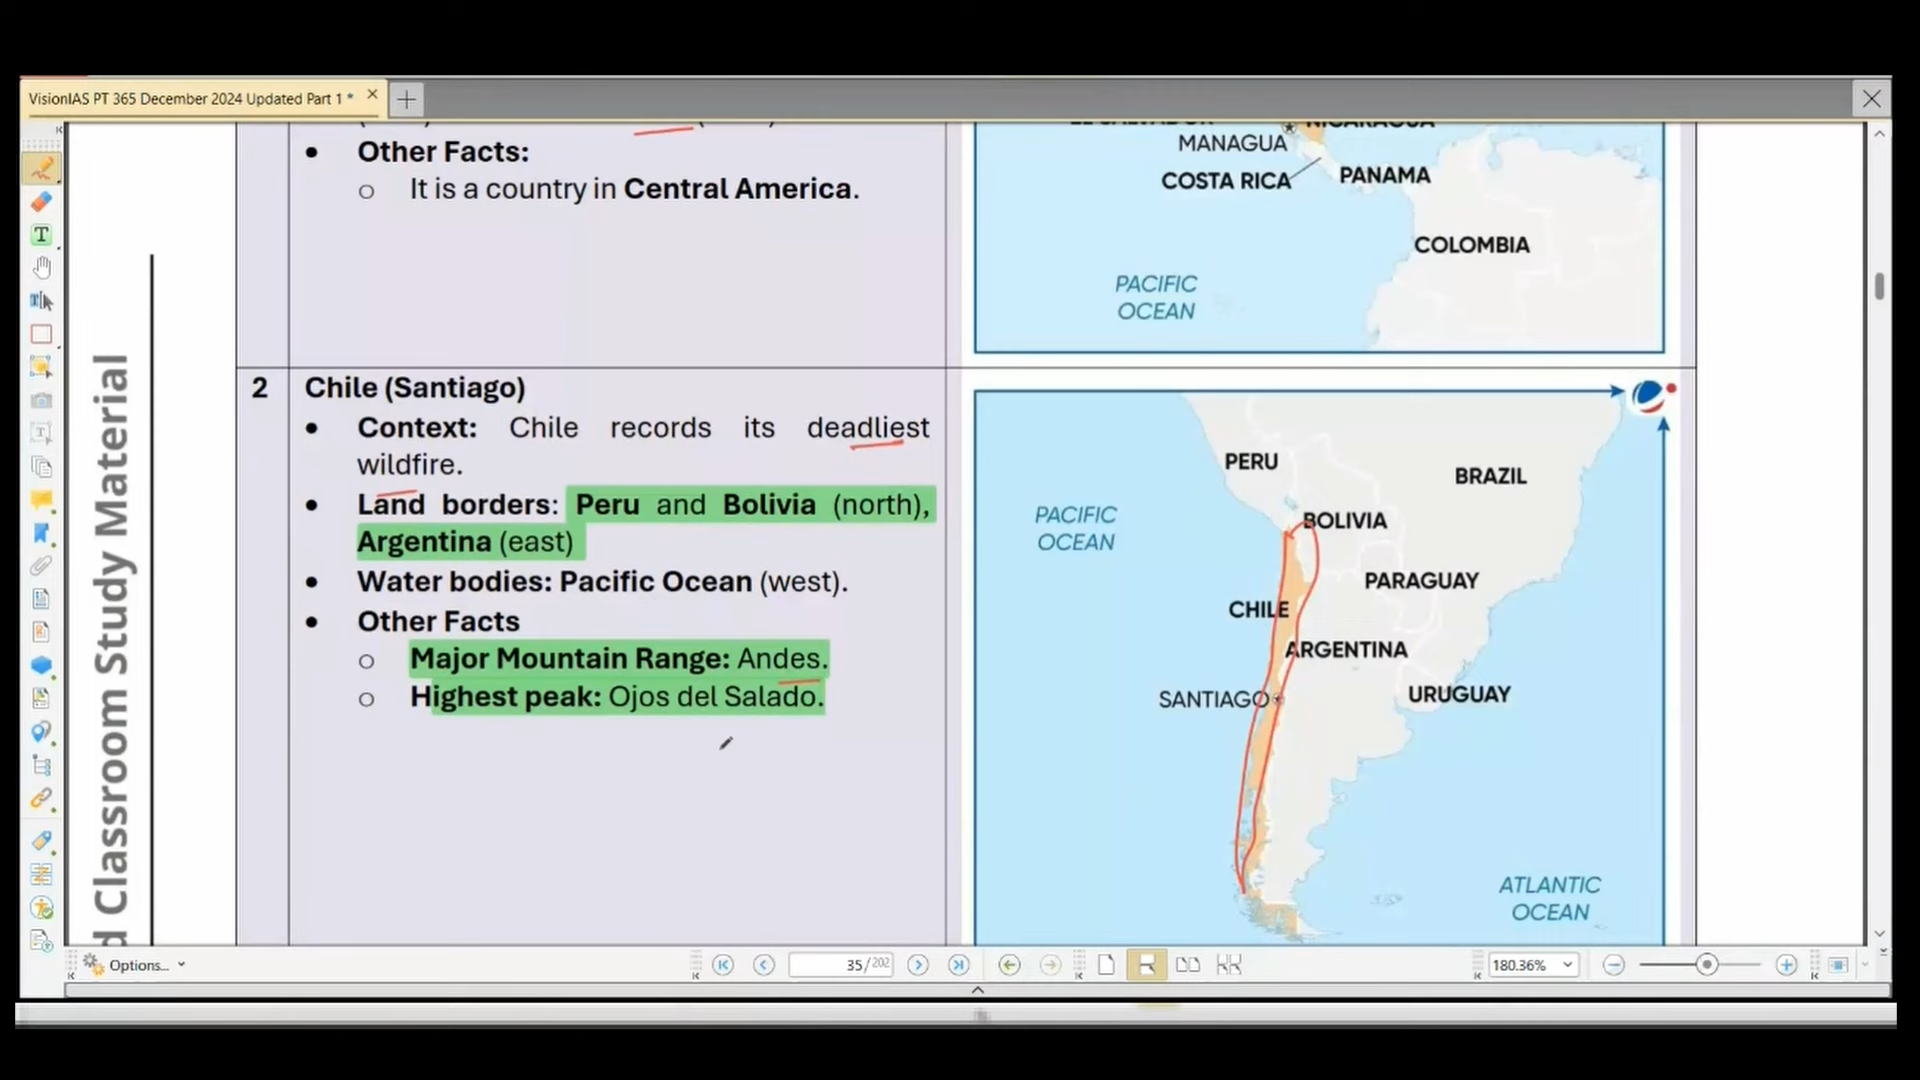 VisionIAS PT 365 December 2024 Updated Part 1 *
• Other Facts:
o It is a country in Central America.
NICARAGUA
MANAGUA
COSTA RICA
PANAMA
COLOMBIA
PACIFIC
OCEAN
d Classroom Study Material
2 Chile (Santiago)
• Context: Chile records its deadliest
wildfire.
• Land borders: Peru and Bolivia (north),
Argentina (east)
• Water bodies: Pacific Ocean (west).
• Other Facts
o Major Mountain Range: Andes.
o Highest peak: Ojos del Salado.
PERU
BRAZIL
PACIFIC
OCEAN
BOLIVIA
PARAGUAY
CHILE
ARGENTINA
SANTIAGO
URUGUAY
ATLANTIC
OCEAN
Options...
35/202
180.36%